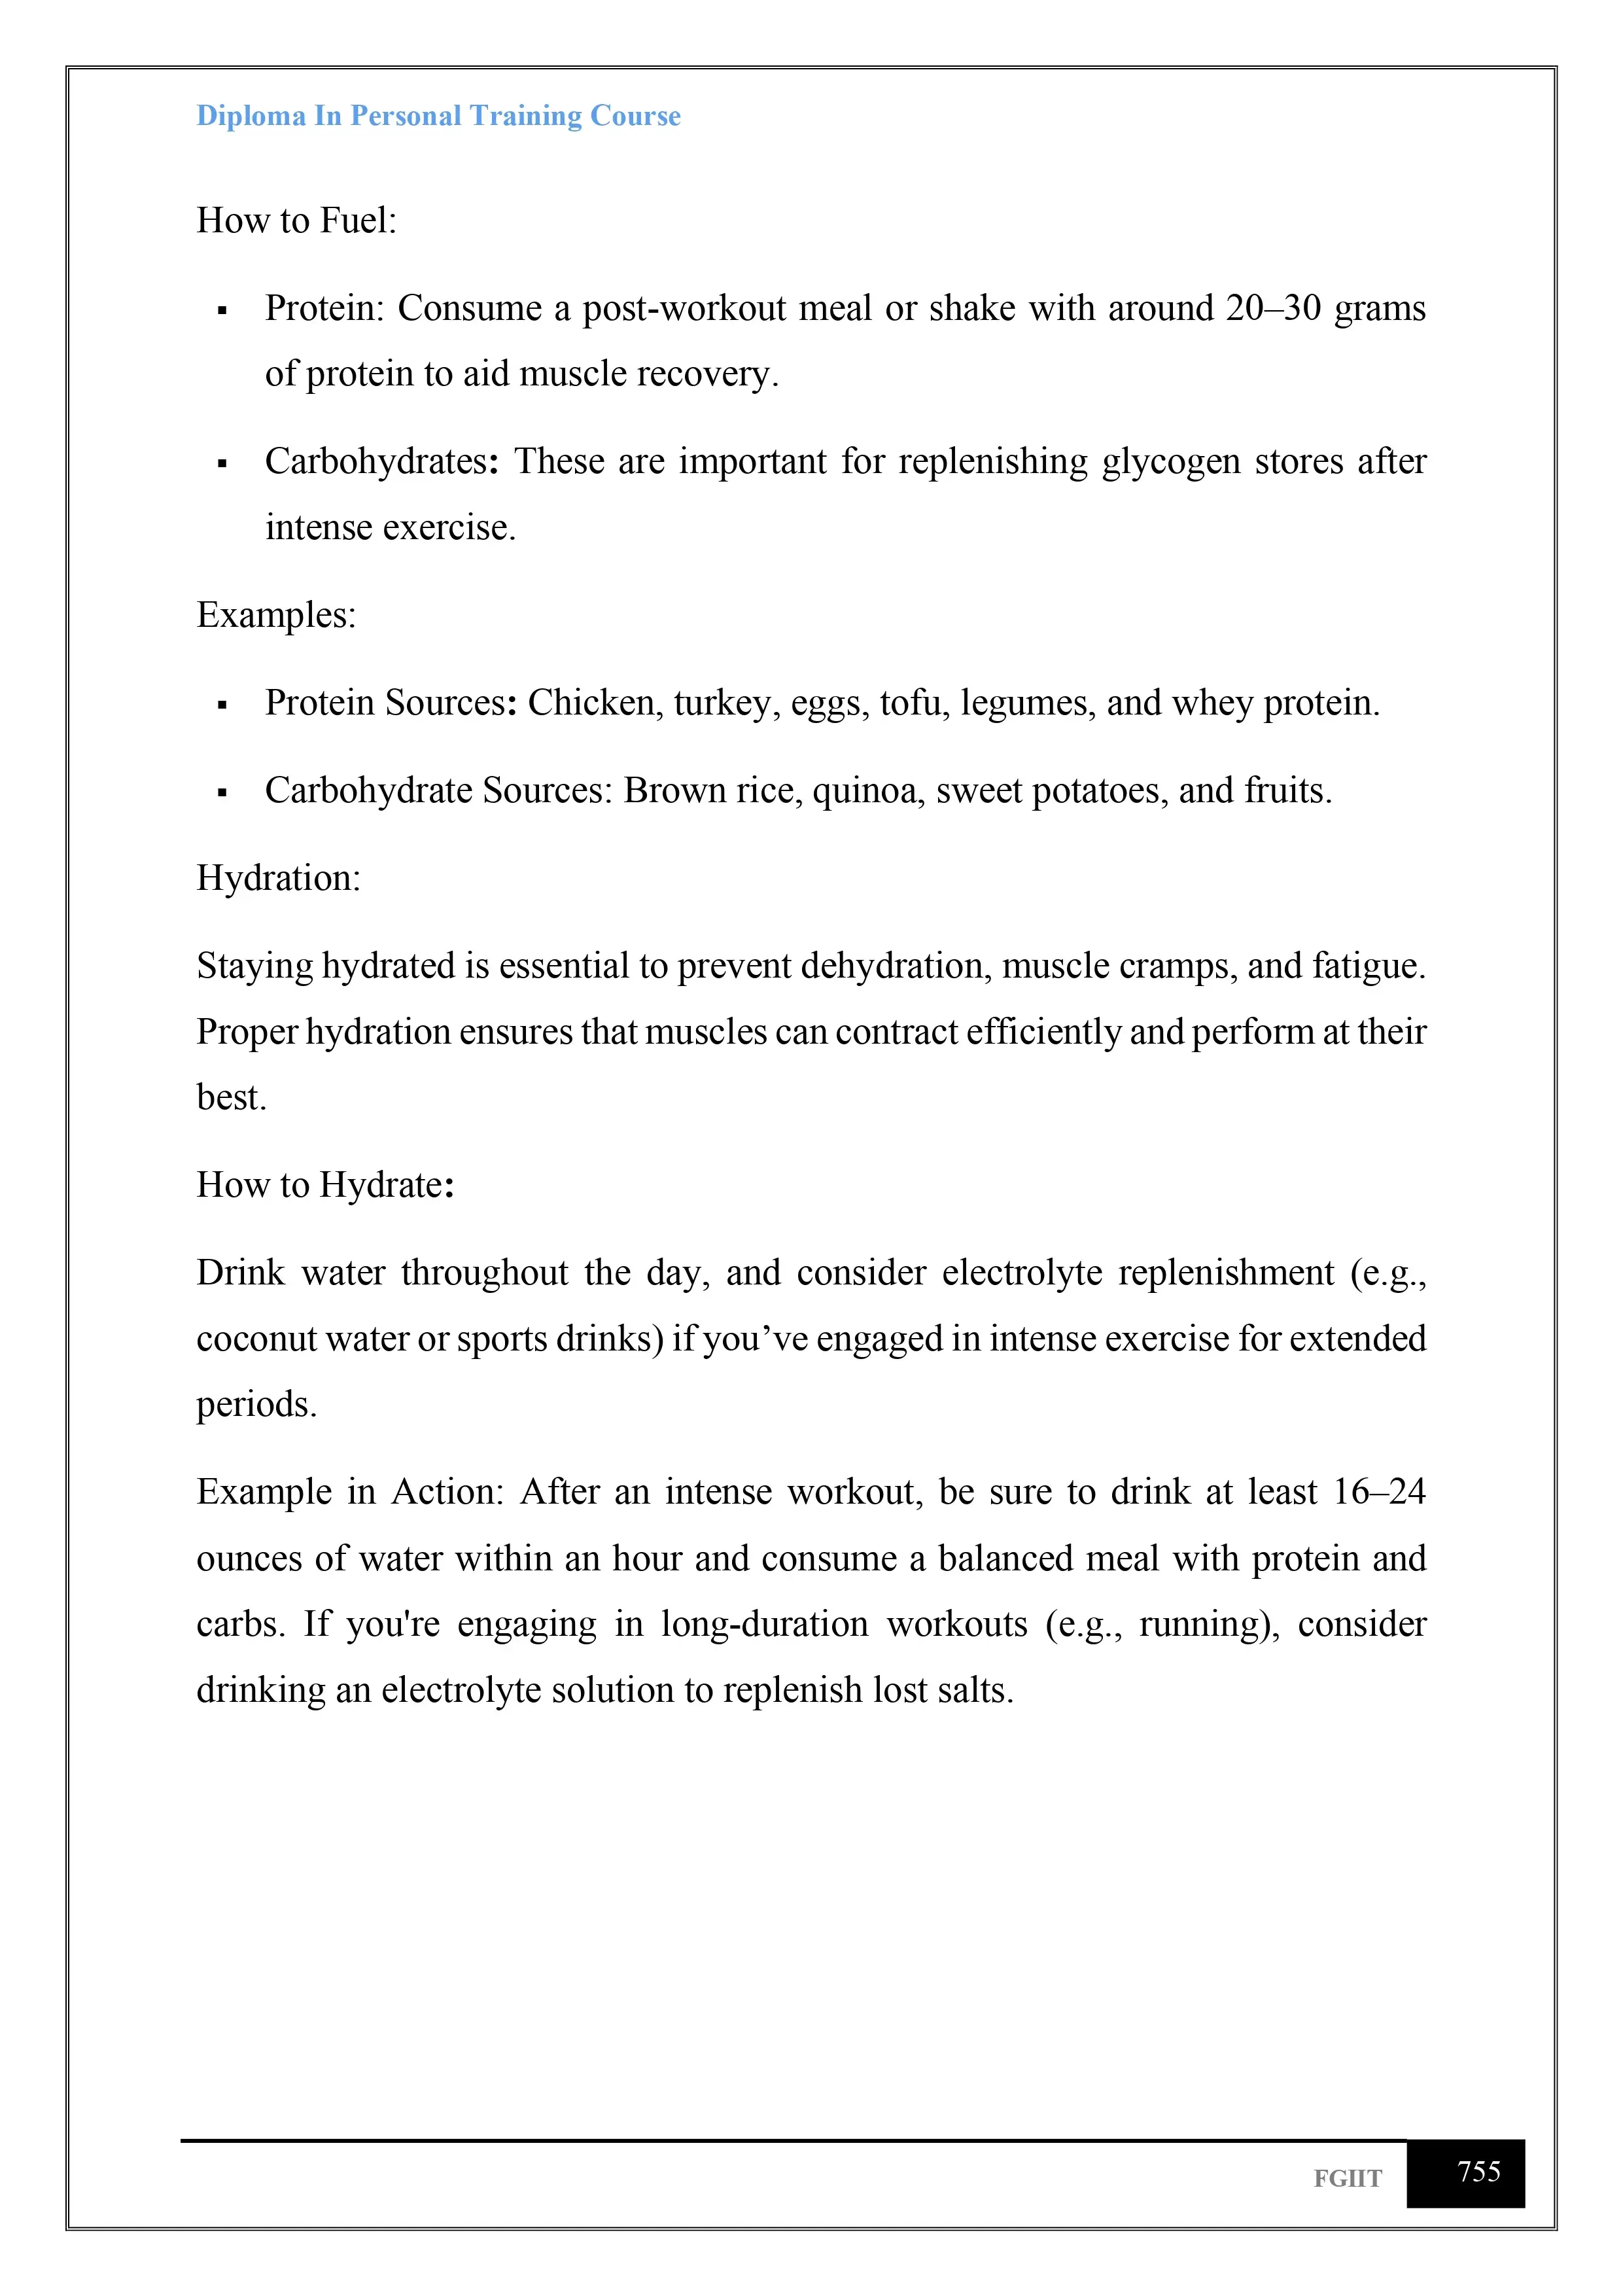 Diploma In Personal Training Course
How to Fuel:
▪ Protein: Consume a post-workout meal or shake with around 20–30 grams
of protein to aid muscle recovery.
▪ Carbohydrates: These are important for replenishing glycogen stores after
intense exercise.
Examples:
▪ Protein Sources: Chicken, turkey, eggs, tofu, legumes, and whey protein.
▪ Carbohydrate Sources: Brown rice, quinoa, sweet potatoes, and fruits.
Hydration:
Staying hydrated is essential to prevent dehydration, muscle cramps, and fatigue.
Proper hydration ensures that muscles can contract efficiently and perform at their
best.
How to Hydrate:
Drink water throughout the day, and consider electrolyte replenishment (e.g.,
coconut water or sports drinks) if you’ve engaged in intense exercise for extended
periods.
Example in Action: After an intense workout, be sure to drink at least 16–24
ounces of water within an hour and consume a balanced meal with protein and
carbs. If you're engaging in long-duration workouts (e.g., running), consider
drinking an electrolyte solution to replenish lost salts.
FGIIT 755